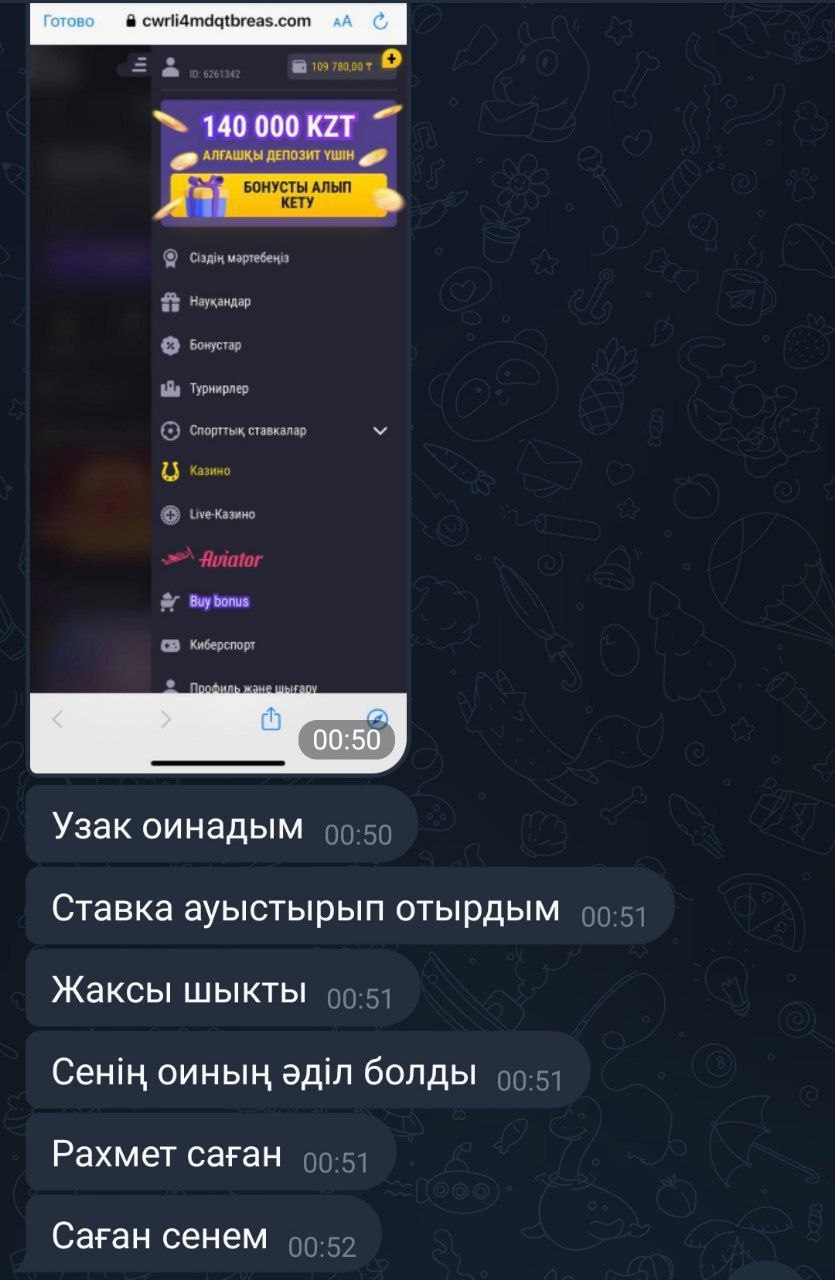 Готово
cwrli4mdqtbreas.com
AA
ID: 6261342
109 780,00 ₸
140 000 KZT
АЛҒАШҚЫ ДЕПОЗИТ ҮШІН
БОНУСТЫ АЛЫП
КЕТУ
Сіздің мәртебеңіз
Науқандар
Бонустар
Турнирлер
Спорттық ставкалар
Казино
Live-Казино
Aviator
Buy bonus
Киберспорт
Профиль және шығару
00:50
Узак оинадым 00:50
Ставка ауыстырып отырдым 00:51
Жаксы шыкты 00:51
Сенің оиның әділ болды 00:51
Рахмет саған 00:51
Саған сенем 00:52